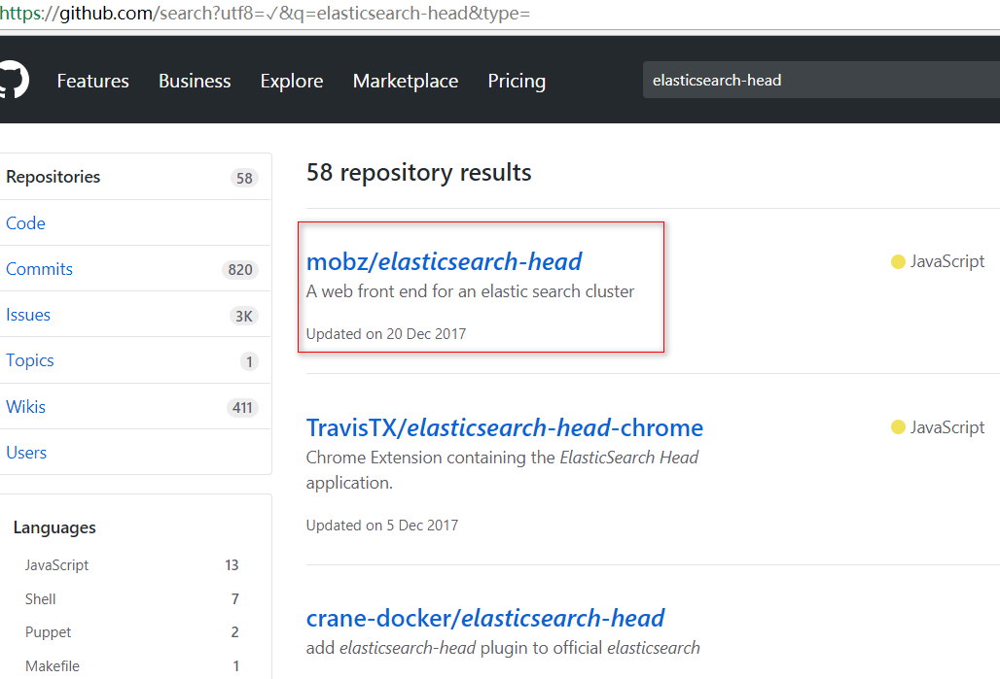 https://github.com/search?utf8=✓&q=elasticsearch-head&type=
Features Business Explore Marketplace Pricing elasticsearch-head
Repositories 58
Code
Commits 820
Issues 3K
Topics 1
Wikis 411
Users
Languages
JavaScript 13
Shell 7
Puppet 2
Makefile 1
58 repository results
mobz/elasticsearch-head
JavaScript
A web front end for an elastic search cluster
Updated on 20 Dec 2017
TravisTX/elasticsearch-head-chrome
JavaScript
Chrome Extension containing the ElasticSearch Head
application.
Updated on 5 Dec 2017
crane-docker/elasticsearch-head
add elasticsearch-head plugin to official elasticsearch